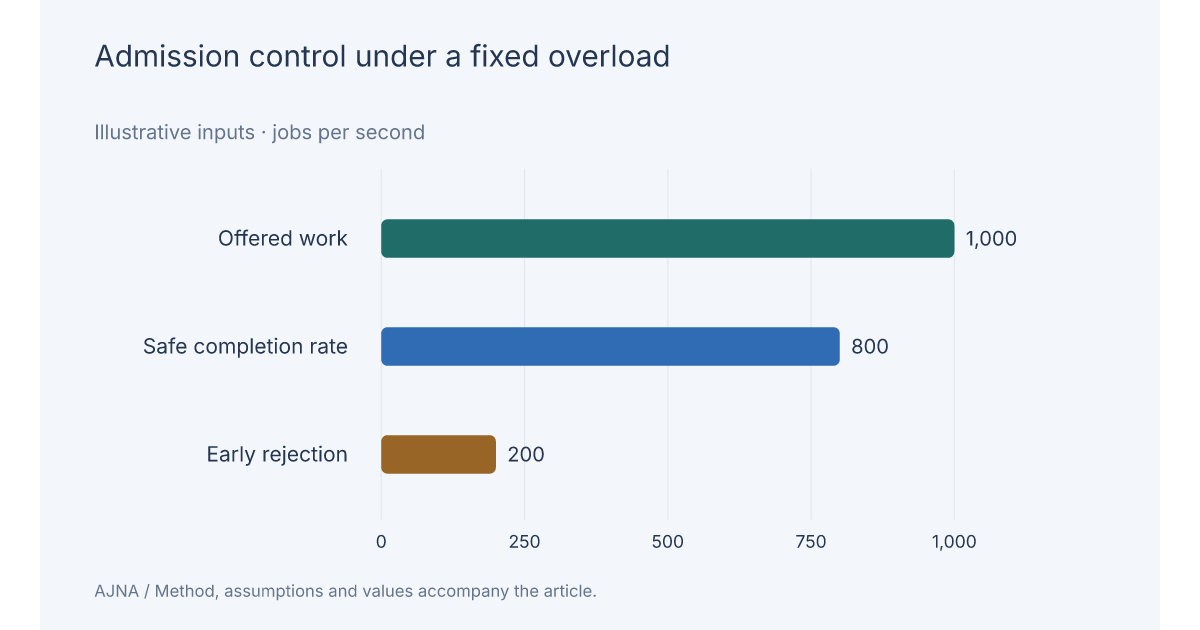 Admission control under a fixed overload
Illustrative inputs · jobs per second
Offered work
1,000
Safe completion rate
800
Early rejection
200
0 250 500 750 1,000
AJNA / Method, assumptions and values accompany the article.